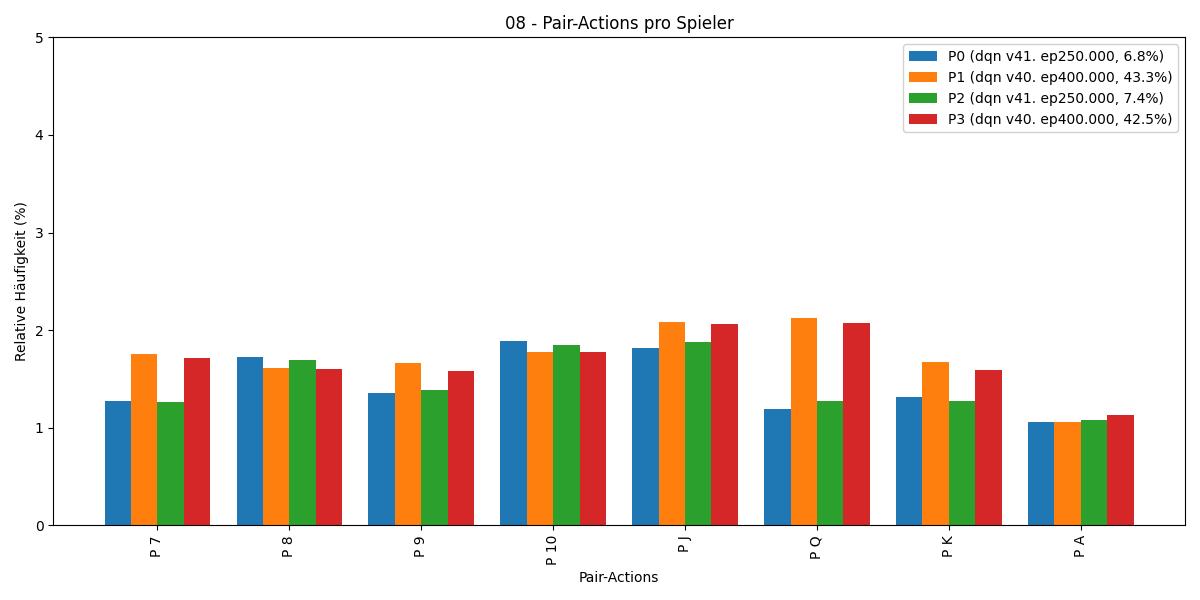 08 - Pair-Actions pro Spieler
P0 (dqn v41. ep250.000, 6.8%)
P1 (dqn v40. ep400.000, 43.3%)
P2 (dqn v41. ep250.000, 7.4%)
P3 (dqn v40. ep400.000, 42.5%)
Relative Häufigkeit (%)
5
4
3
2
1
0
P 7
P 8
P 9
P 10
P J
P Q
P K
P A
Pair-Actions